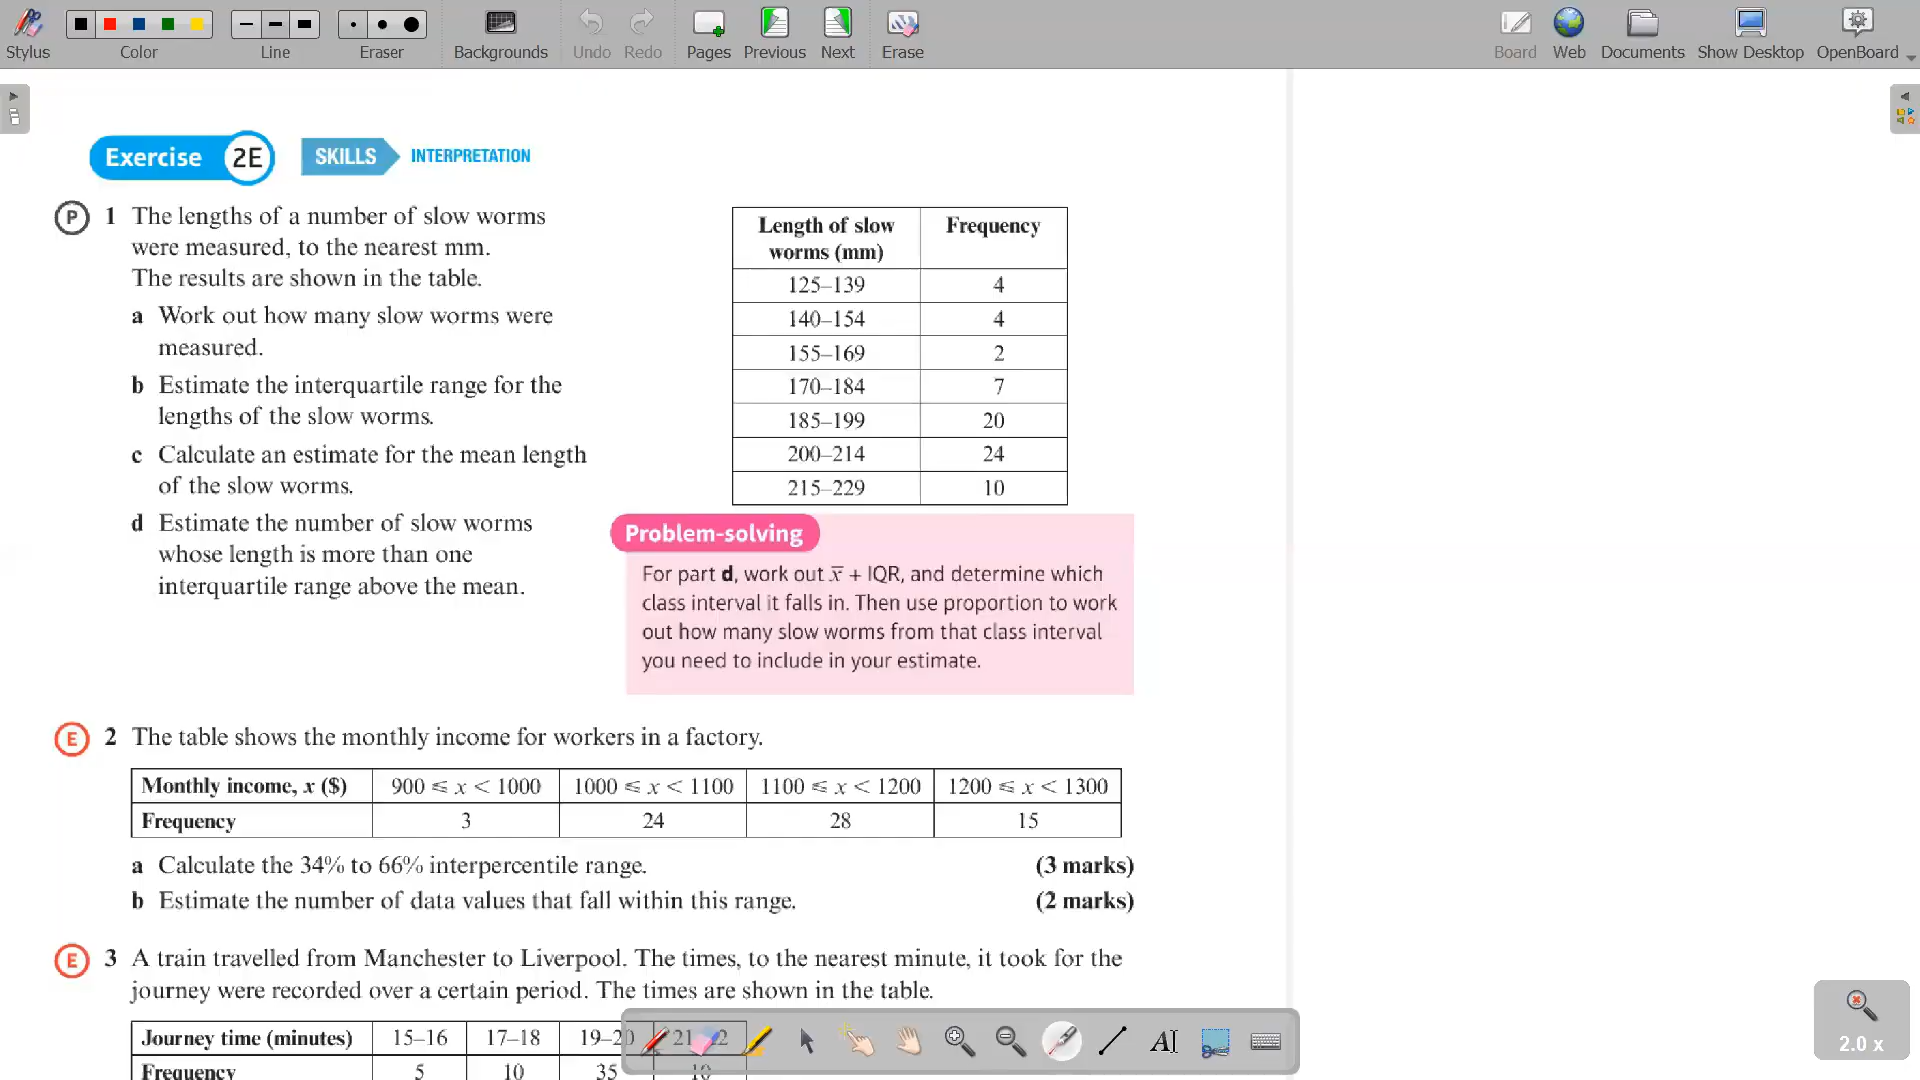 Stylus Color Line Eraser Backgrounds Undo Redo Pages Previous Next Erase Board Web Documents Show Desktop OpenBoard
Exercise 2E SKILLS INTERPRETATION
P 1 The lengths of a number of slow worms
were measured, to the nearest mm.
The results are shown in the table.
a Work out how many slow worms were
measured.
b Estimate the interquartile range for the
lengths of the slow worms.
c Calculate an estimate for the mean length
of the slow worms.
d Estimate the number of slow worms
whose length is more than one
interquartile range above the mean.
Length of slow worms (mm) Frequency
125–139 4
140–154 4
155–169 2
170–184 7
185–199 20
200–214 24
215–229 10
Problem-solving
For part d, work out x̄ + IQR, and determine which
class interval it falls in. Then use proportion to work
out how many slow worms from that class interval
you need to include in your estimate.
E 2 The table shows the monthly income for workers in a factory.
Monthly income, x ($) 900 ⩽ x < 1000 1000 ⩽ x < 1100 1100 ⩽ x < 1200 1200 ⩽ x < 1300
Frequency 3 24 28 15
a Calculate the 34% to 66% interpercentile range. (3 marks)
b Estimate the number of data values that fall within this range. (2 marks)
E 3 A train travelled from Manchester to Liverpool. The times, to the nearest minute, it took for the
journey were recorded over a certain period. The times are shown in the table.
Journey time (minutes) 15–16 17–18 19–20 21–22
Frequency 5 10 35 10
2.0 x